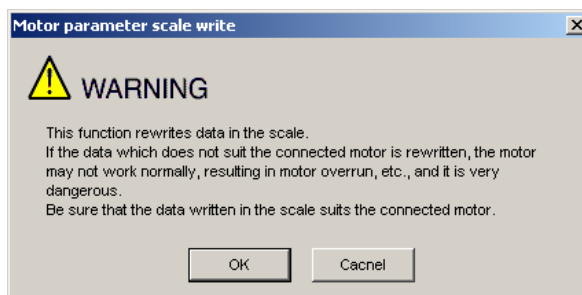 Motor parameter scale write
WARNING
This function rewrites data in the scale.
If the data which does not suit the connected motor is rewritten, the motor
may not work normally, resulting in motor overrun, etc., and it is very
dangerous.
Be sure that the data written in the scale suits the connected motor.
OK
Cacnel